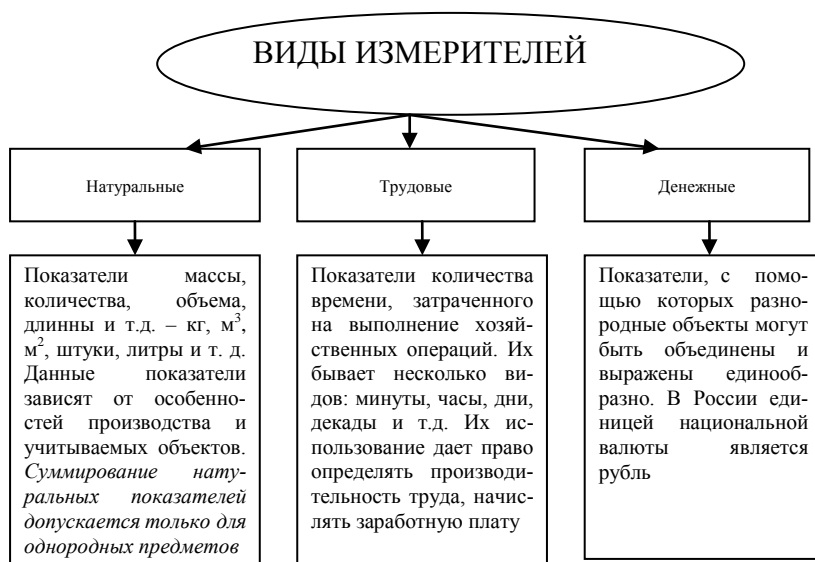 ВИДЫ ИЗМЕРИТЕЛЕЙ
Натуральные
Трудовые
Денежные
Показатели массы,
количества, объема,
длинны и т.д. – кг, м³,
м², штуки, литры и т. д.
Данные показатели
зависят от особенно-
стей производства и
учитываемых объектов.
Суммирование нату-
ральных показателей
допускается только для
однородных предметов
Показатели количества
времени, затраченного
на выполнение хозяй-
ственных операций. Их
бывает несколько ви-
дов: минуты, часы, дни,
декады и т.д. Их ис-
пользование дает право
определять производи-
тельность труда, начис-
лять заработную плату
Показатели, с помо-
щью которых разно-
родные объекты могут
быть объединены и
выражены единооб-
разно. В России еди-
ницей национальной
валюты является
рубль